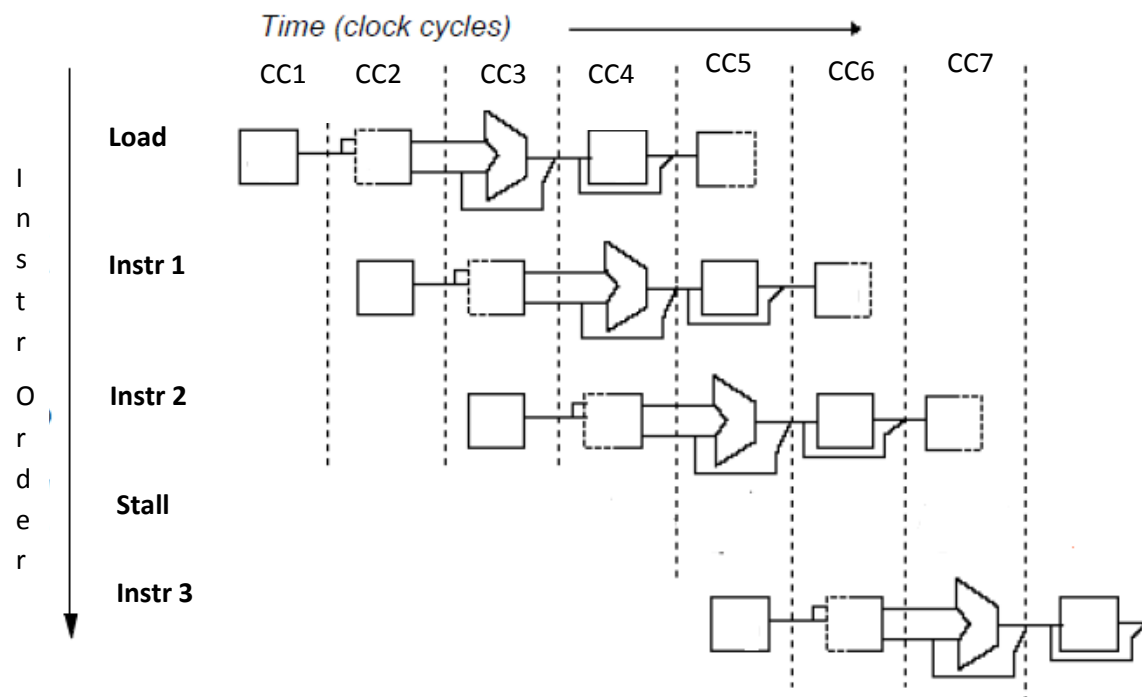 Time (clock cycles)
CC1 CC2 CC3 CC4 CC5 CC6 CC7
Load
Instr 1
Instr 2
Stall
Instr 3
I
n
s
t
r
O
r
d
e
r